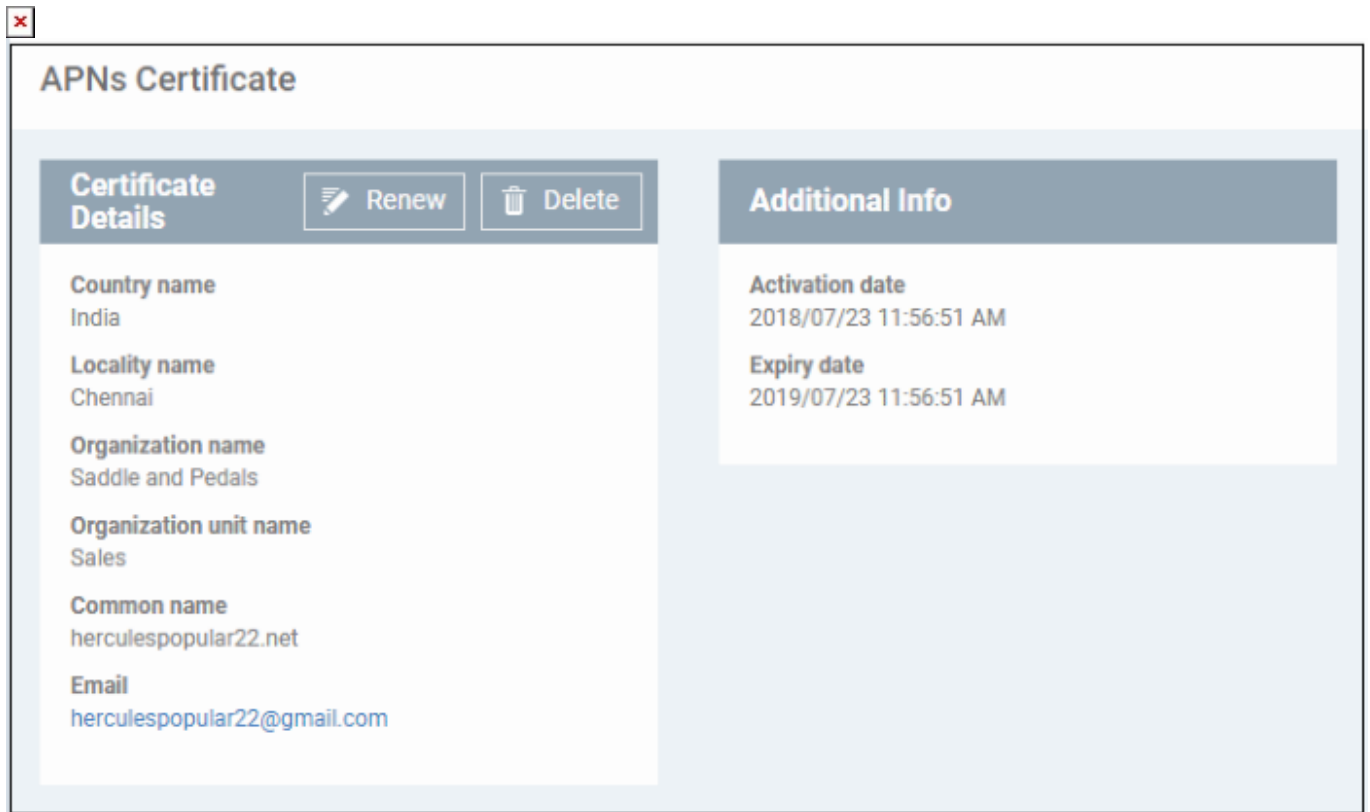 APNs Certificate
Certificate
Details
Renew
Delete
Country name
India
Locality name
Chennai
Organization name
Saddle and Pedals
Organization unit name
Sales
Common name
herculespopular22.net
Email
herculespopular22@gmail.com
Additional Info
Activation date
2018/07/23 11:56:51 AM
Expiry date
2019/07/23 11:56:51 AM